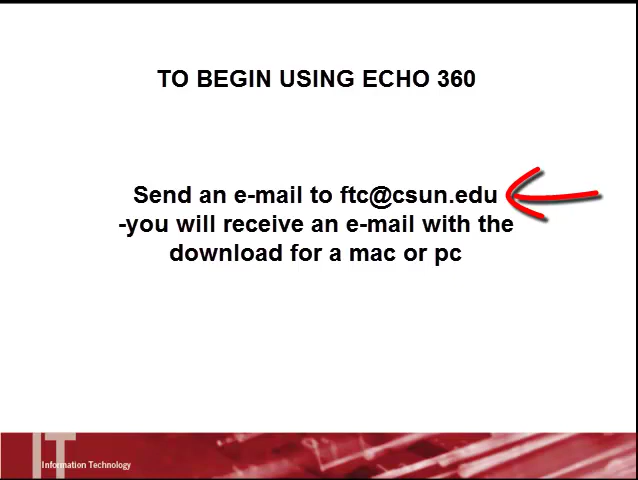 TO BEGIN USING ECHO 360
Send an e-mail to ftc@csun.edu
-you will receive an e-mail with the
download for a mac or pc
IT
Information Technology